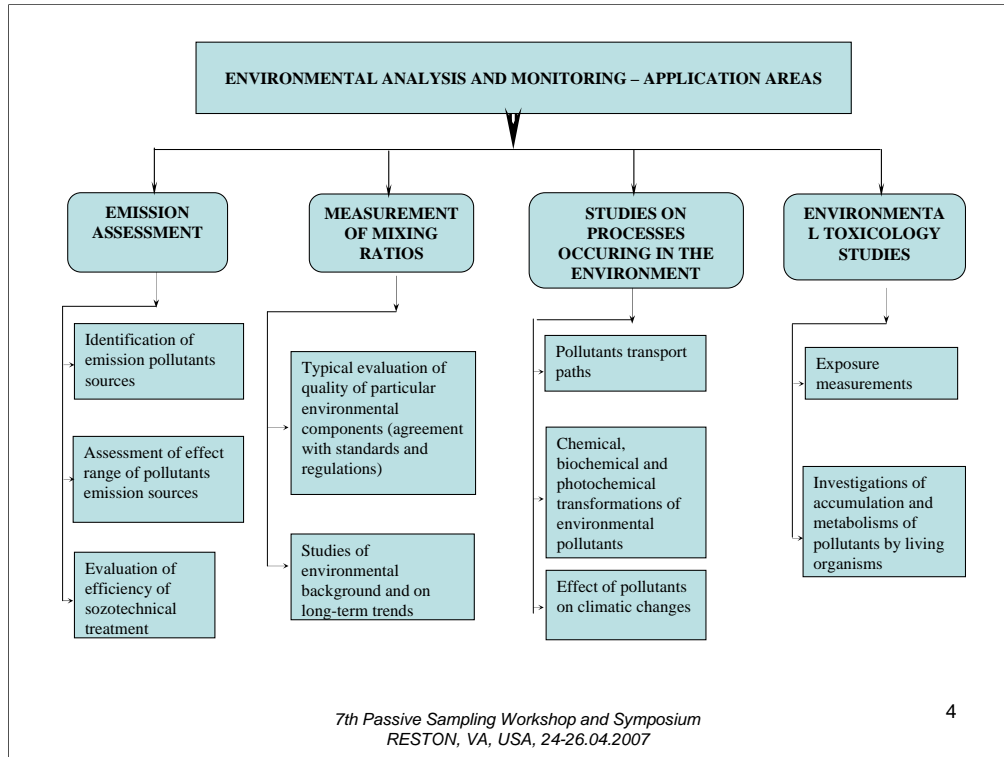 ENVIRONMENTAL ANALYSIS AND MONITORING – APPLICATION AREAS
EMISSION
ASSESSMENT
Identification of
emission pollutants
sources
Assessment of effect
range of pollutants
emission sources
Evaluation of
efficiency of
sozotechnical
treatment
MEASUREMENT
OF MIXING
RATIOS
Typical evaluation of
quality of particular
environmental
components (agreement
with standards and
regulations)
Studies of
environmental
background and on
long-term trends
STUDIES ON
PROCESSES
OCCURING IN THE
ENVIRONMENT
Pollutants transport
paths
Chemical,
biochemical and
photochemical
transformations of
environmental
pollutants
Effect of pollutants
on climatic changes
ENVIRONMENTA
L TOXICOLOGY
STUDIES
Exposure
measurements
Investigations of
accumulation and
metabolisms of
pollutants by living
organisms
7th Passive Sampling Workshop and Symposium
RESTON, VA, USA, 24-26.04.2007
4